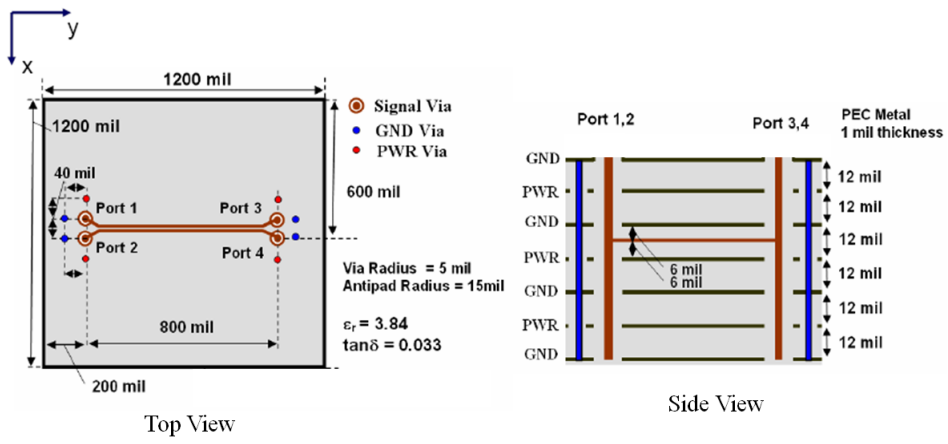 y
x
1200 mil
1200 mil
40 mil
Port 1
Port 2
Port 3
Port 4
800 mil
200 mil
Top View
Signal Via
GND Via
PWR Via
600 mil
Via Radius = 5 mil
Antipad Radius = 15mil
εr = 3.84
tanδ = 0.033
Port 1,2
Port 3,4
PEC Metal
1 mil thickness
GND
PWR
GND
PWR
GND
PWR
GND
12 mil
12 mil
12 mil
12 mil
12 mil
12 mil
6 mil
6 mil
Side View